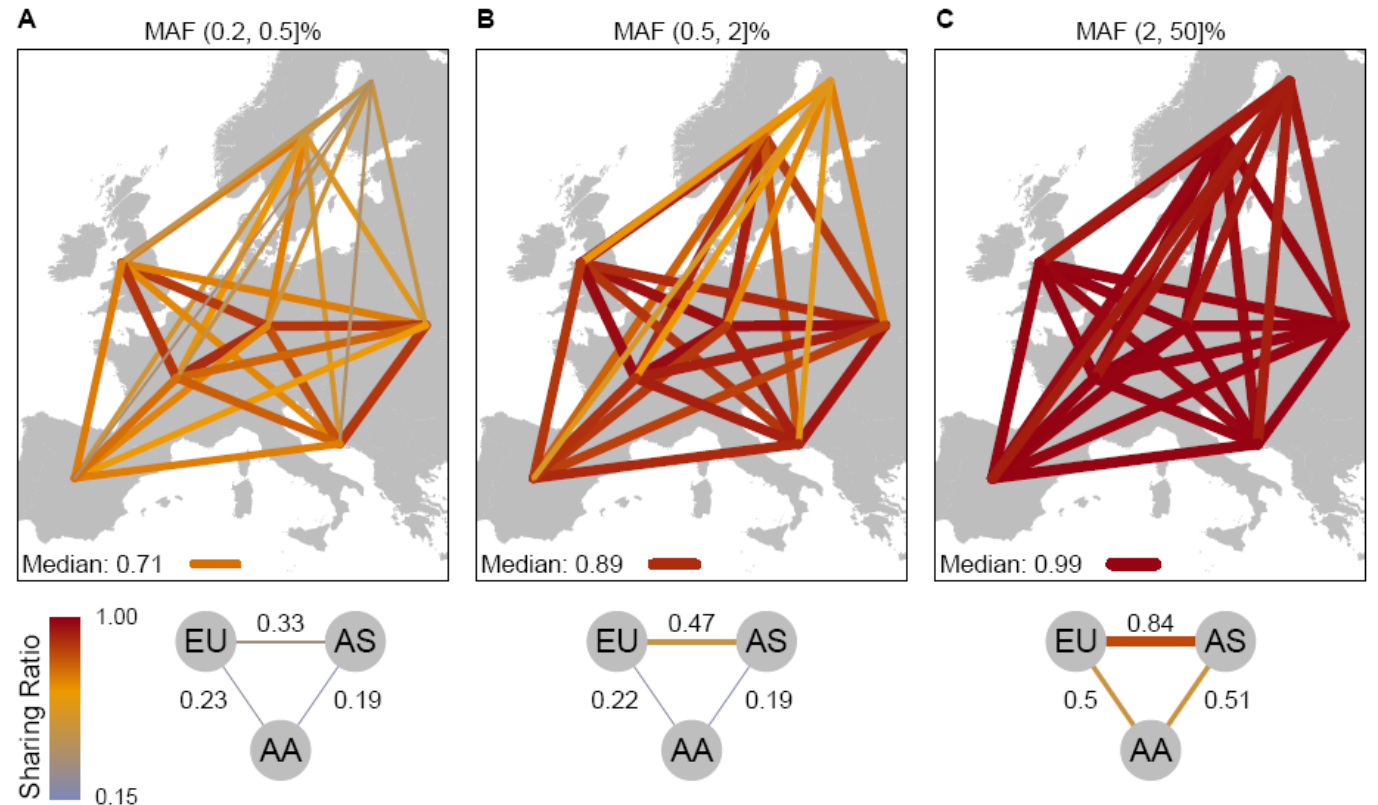 A
MAF (0.2, 0.5]%
Median: 0.71
B
MAF (0.5, 2]%
Median: 0.89
C
MAF (2, 50]%
Median: 0.99
Sharing Ratio
1.00
0.15
EU
0.33
AS
0.23
0.19
AA
EU
0.47
AS
0.22
0.19
AA
EU
0.84
AS
0.5
0.51
AA